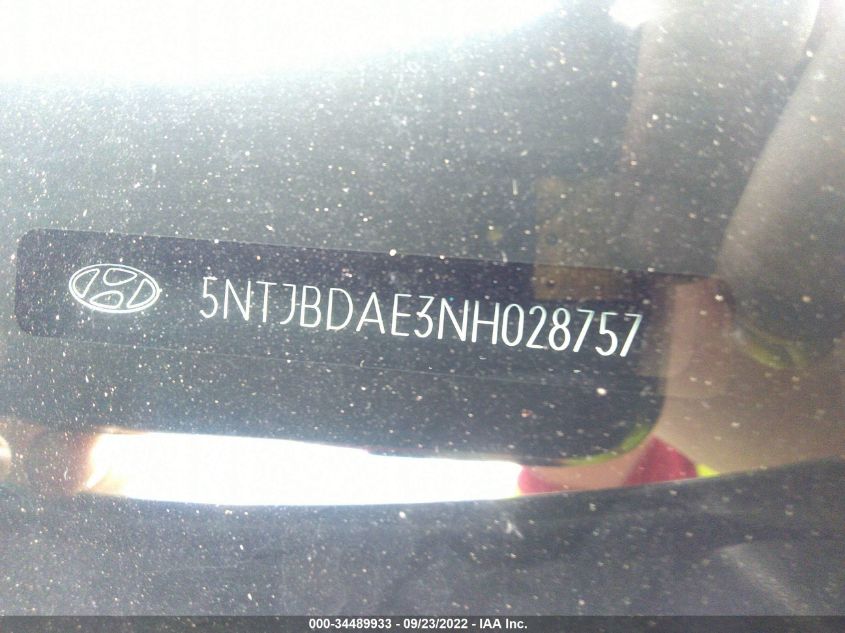 5NTJBDAE3NH028757
000-34489933 - 09/23/2022 - IAA Inc.